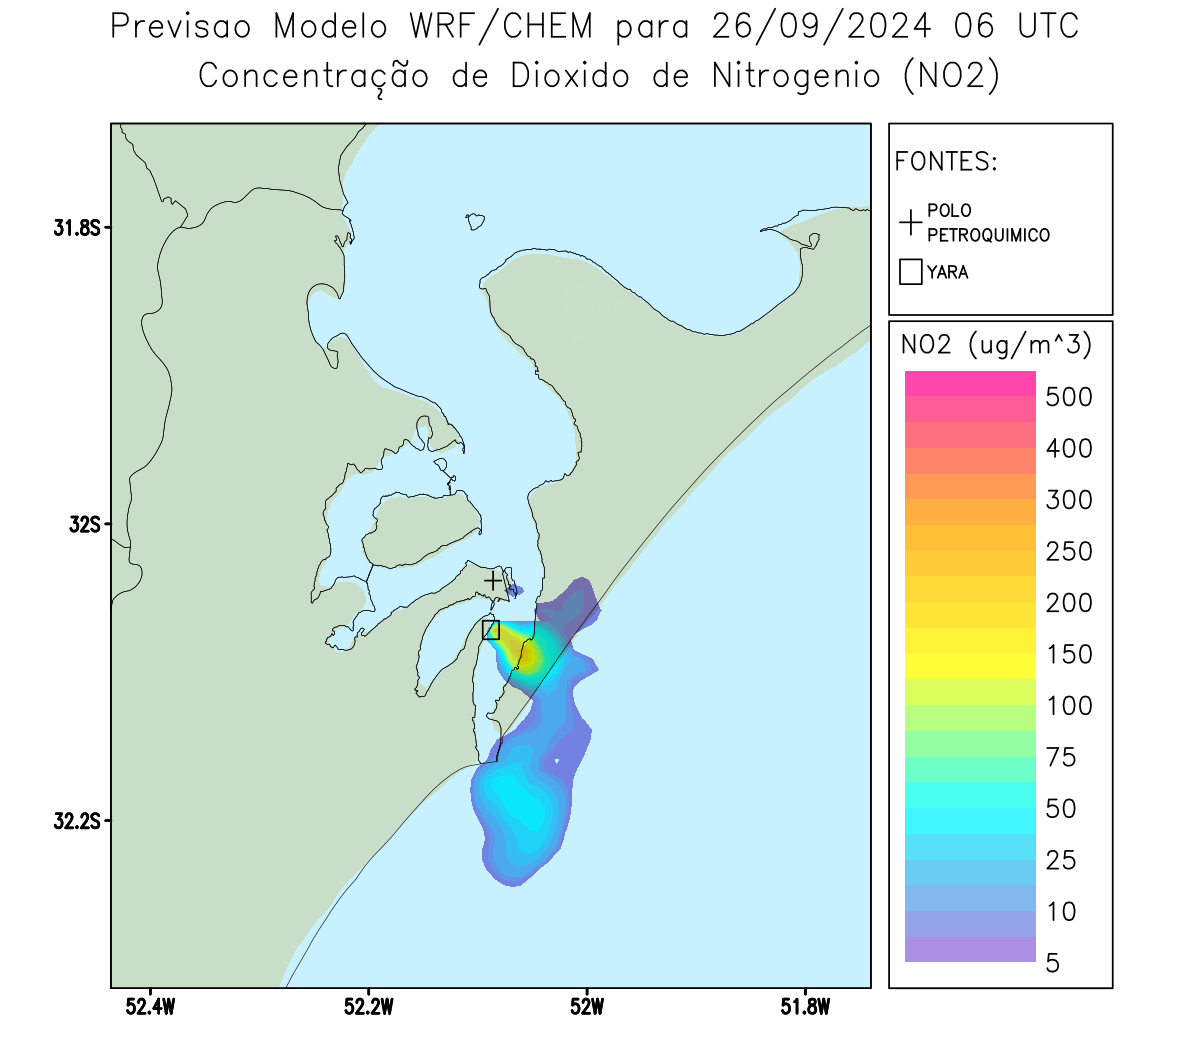 Previsao Modelo WRF/CHEM para 26/09/2024 06 UTC
Concentração de Dioxido de Nitrogenio (NO2)
FONTES:
POLO
PETROQUIMICO
YARA
NO2 (ug/m^3)
500
400
300
250
200
150
100
75
50
25
10
5
31.8S
32S
32.2S
52.4W
52.2W
52W
51.8W